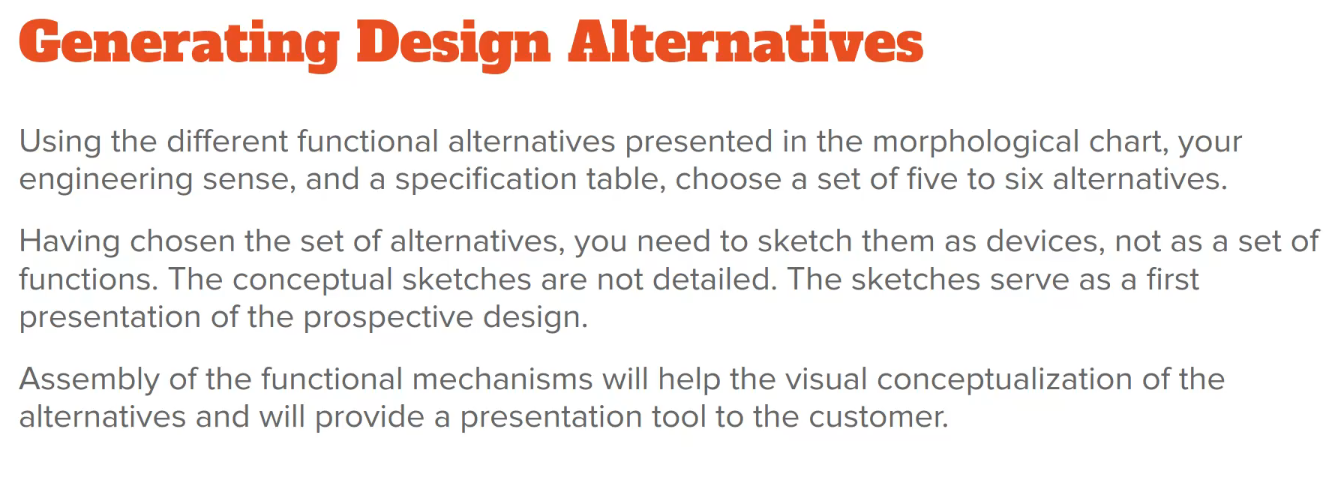 Generating Design Alternatives
Using the different functional alternatives presented in the morphological chart, your
engineering sense, and a specification table, choose a set of five to six alternatives.
Having chosen the set of alternatives, you need to sketch them as devices, not as a set of
functions. The conceptual sketches are not detailed. The sketches serve as a first
presentation of the prospective design.
Assembly of the functional mechanisms will help the visual conceptualization of the
alternatives and will provide a presentation tool to the customer.